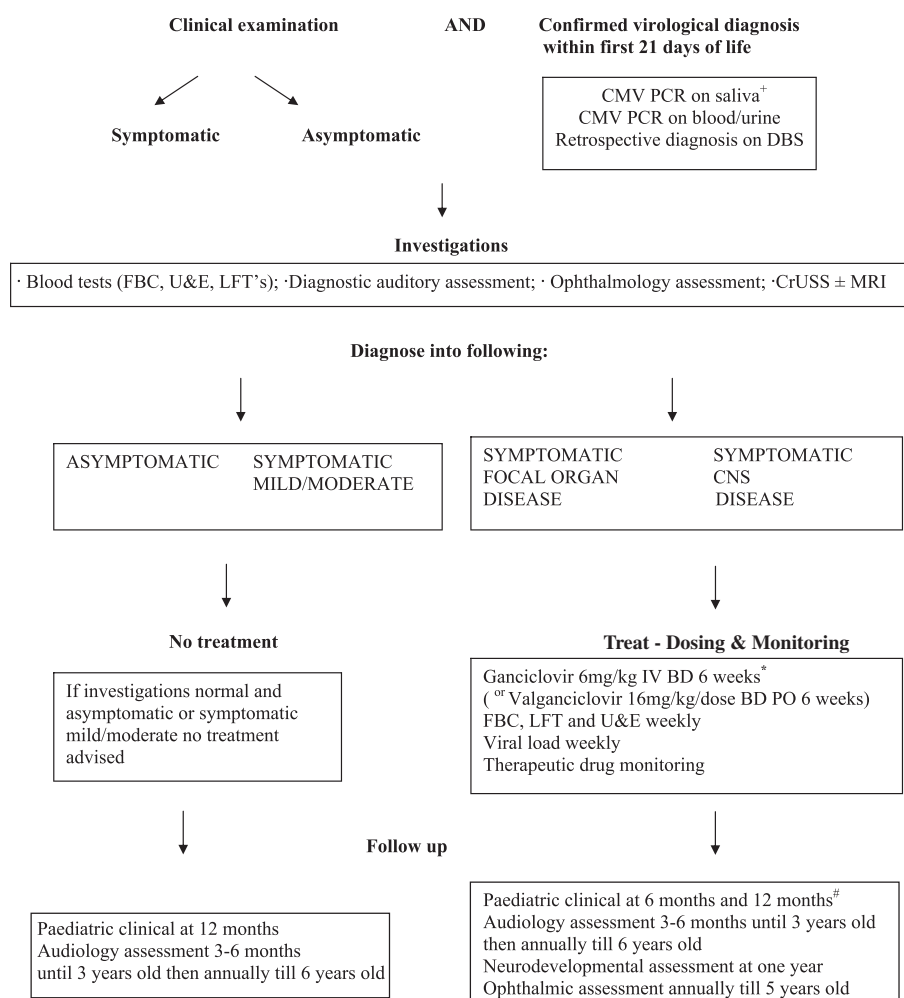 Clinical examination AND Confirmed virological diagnosis
within first 21 days of life
CMV PCR on saliva+
CMV PCR on blood/urine
Retrospective diagnosis on DBS
Symptomatic Asymptomatic
Investigations
· Blood tests (FBC, U&E, LFT's); ·Diagnostic auditory assessment; · Ophthalmology assessment; ·CrUSS ± MRI
Diagnose into following:
ASYMPTOMATIC SYMPTOMATIC
MILD/MODERATE
SYMPTOMATIC SYMPTOMATIC
FOCAL ORGAN CNS
DISEASE DISEASE
No treatment
If investigations normal and
asymptomatic or symptomatic
mild/moderate no treatment
advised
Treat - Dosing & Monitoring
Ganciclovir 6mg/kg IV BD 6 weeks*
( or Valganciclovir 16mg/kg/dose BD PO 6 weeks)
FBC, LFT and U&E weekly
Viral load weekly
Therapeutic drug monitoring
Follow up
Paediatric clinical at 12 months
Audiology assessment 3-6 months
until 3 years old then annually till 6 years old
Paediatric clinical at 6 months and 12 months#
Audiology assessment 3-6 months until 3 years old
then annually till 6 years old
Neurodevelopmental assessment at one year
Ophthalmic assessment annually till 5 years old